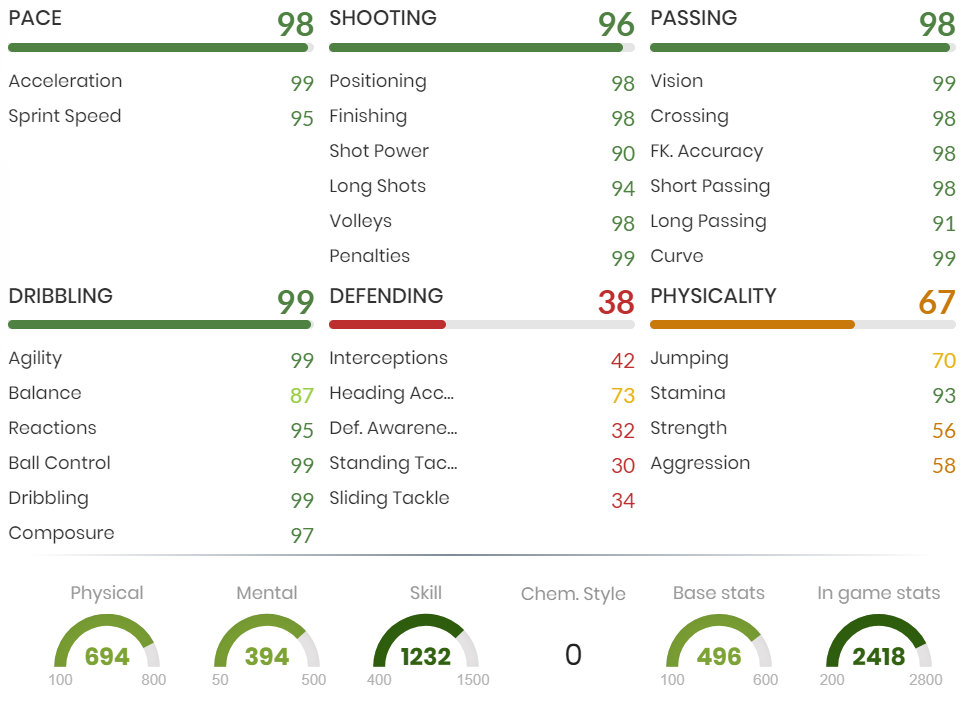 PACE 98
Acceleration 99
Sprint Speed 95
SHOOTING 96
Positioning 98
Finishing 98
Shot Power 90
Long Shots 94
Volleys 98
Penalties 99
PASSING 98
Vision 99
Crossing 98
FK. Accuracy 98
Short Passing 98
Long Passing 91
Curve 99
DRIBBLING 99
Agility 99
Balance 87
Reactions 95
Ball Control 99
Dribbling 99
Composure 97
DEFENDING 38
Interceptions 42
Heading Acc... 73
Def. Awarene... 32
Standing Tac... 30
Sliding Tackle 34
PHYSICALITY 67
Jumping 70
Stamina 93
Strength 56
Aggression 58
Physical
694
100 800
Mental
394
50 500
Skill
1232
400 1500
Chem. Style
0
Base stats
496
100 600
In game stats
2418
200 2800